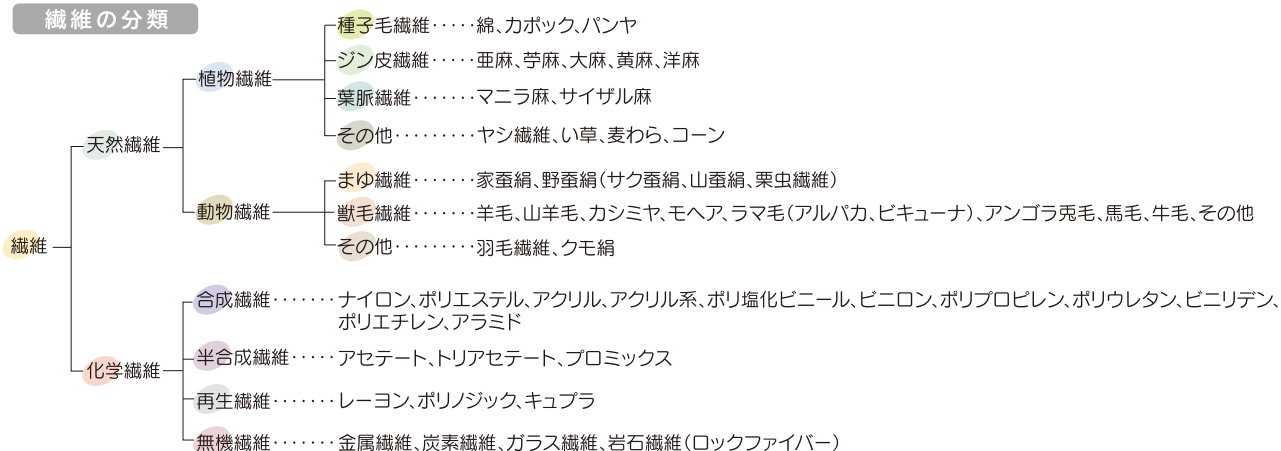 繊維の分類
種子毛繊維・・・・・綿、カポック、パンヤ
ジン皮繊維・・・・・亜麻、苧麻、大麻、黄麻、洋麻
植物繊維
葉脈繊維・・・・・・・マニラ麻、サイザル麻
その他・・・・・・・・・ヤシ繊維、い草、麦わら、コーン
天然繊維
まゆ繊維・・・・・・・家蚕絹、野蚕絹（サク蚕絹、山蚕絹、栗虫繊維）
動物繊維
獣毛繊維・・・・・・・羊毛、山羊毛、カシミヤ、モヘア、ラマ毛（アルパカ、ビキューナ）、アンゴラ兎毛、馬毛、牛毛、その他
その他・・・・・・・・・羽毛繊維、クモ絹
繊維
合成繊維・・・・・・・ナイロン、ポリエステル、アクリル、アクリル系、ポリ塩化ビニール、ビニロン、ポリプロピレン、ポリウレタン、ビニリデン、
ポリエチレン、アラミド
半合成繊維・・・・・アセテート、トリアセテート、プロミックス
化学繊維
再生繊維・・・・・・・レーヨン、ポリノジック、キュプラ
無機繊維・・・・・・・金属繊維、炭素繊維、ガラス繊維、岩石繊維（ロックファイバー）